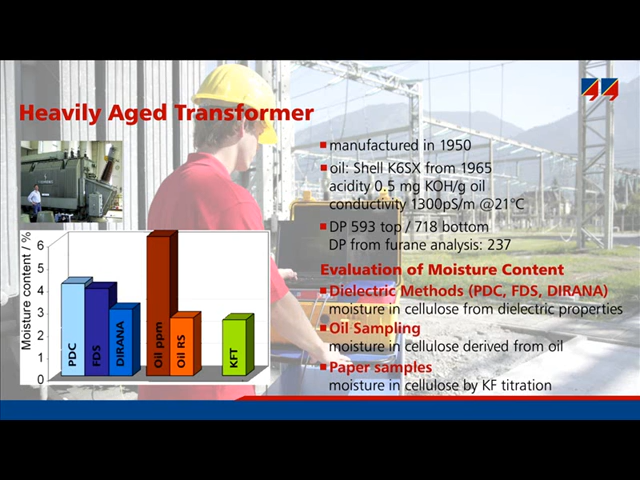 Heavily Aged Transformer
manufactured in 1950
oil: Shell K6SX from 1965
acidity 0.5 mg KOH/g oil
conductivity 1300pS/m @21°C
DP 593 top / 718 bottom
DP from furane analysis: 237
Evaluation of Moisture Content
Dielectric Methods (PDC, FDS, DIRANA)
moisture in cellulose from dielectric properties
Oil Sampling
moisture in cellulose derived from oil
Paper samples
moisture in cellulose by KF titration
Moisture content / %
6
5
4
3
2
1
0
PDC
FDS
DIRANA
Oil ppm
Oil RS
KFT